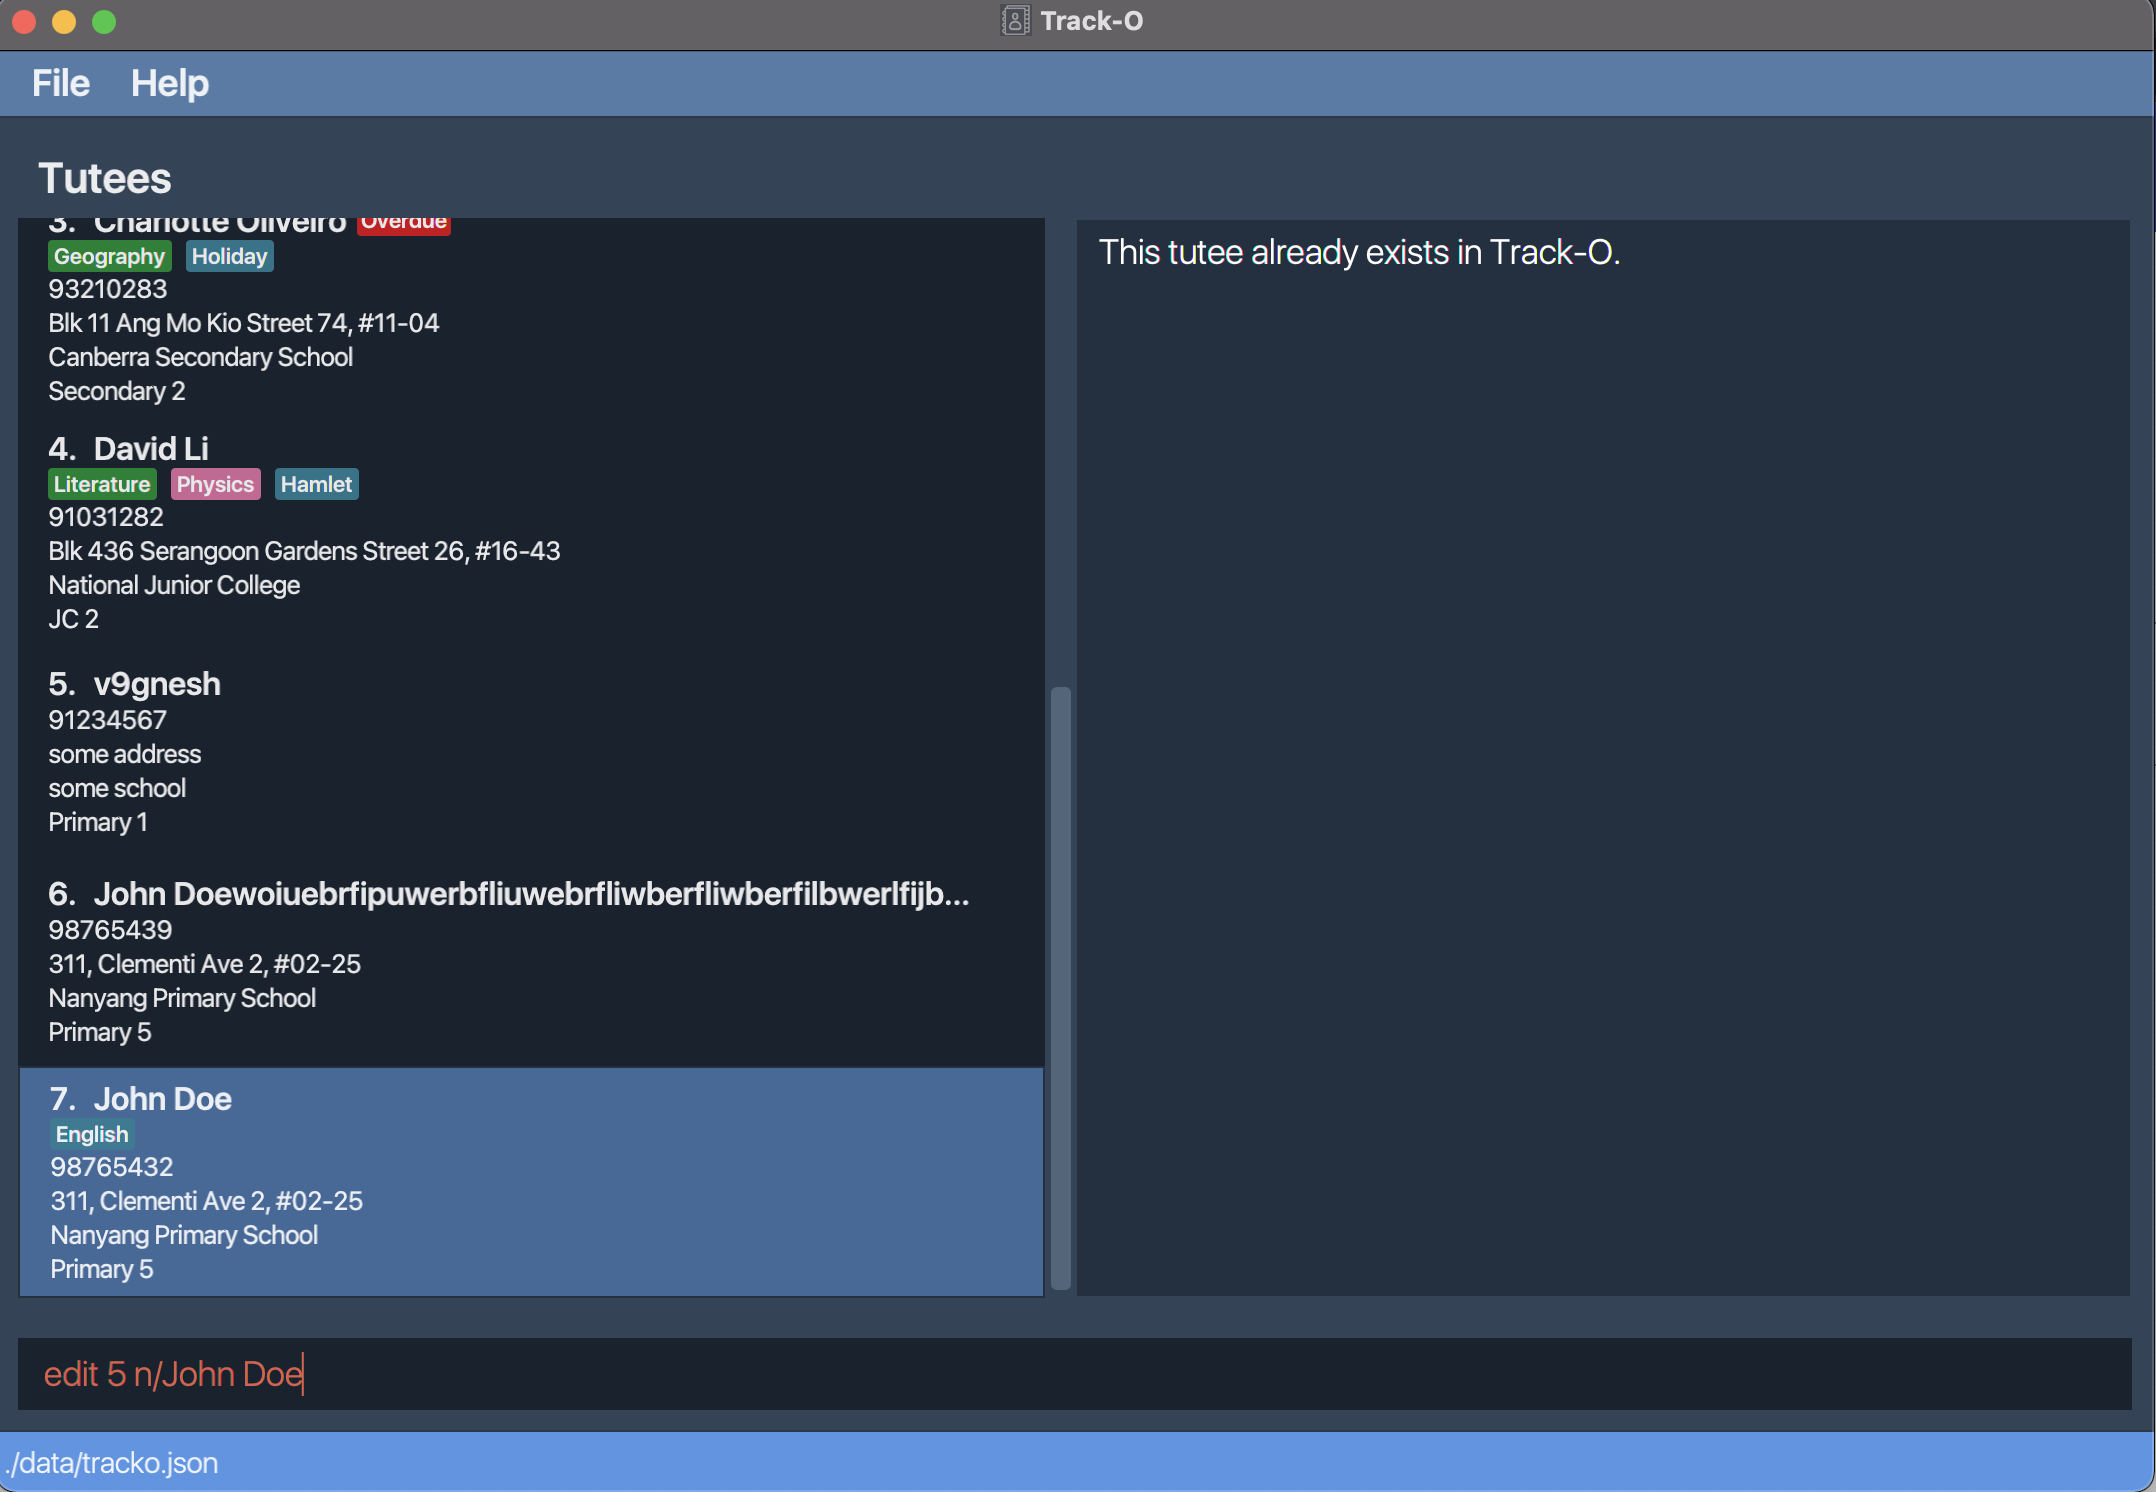 Track-O
File Help
Tutees
3. Charlotte Oliveiro Overdue
Geography Holiday
93210283
Blk 11 Ang Mo Kio Street 74, #11-04
Canberra Secondary School
Secondary 2
4. David Li
Literature Physics Hamlet
91031282
Blk 436 Serangoon Gardens Street 26, #16-43
National Junior College
JC 2
5. v9gnesh
91234567
some address
some school
Primary 1
6. John Doewoiuebrfipuwerbfliuwebrfliwberfliwberfilbwerlfijb...
98765439
311, Clementi Ave 2, #02-25
Nanyang Primary School
Primary 5
7. John Doe
English
98765432
311, Clementi Ave 2, #02-25
Nanyang Primary School
Primary 5
This tutee already exists in Track-O.
edit 5 n/John Doe
./data/tracko.json